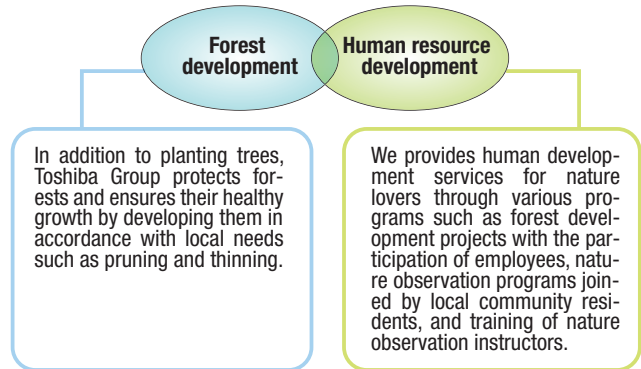 Forest
development
Human resource
development
In addition to planting trees,
Toshiba Group protects for-
ests and ensures their healthy
growth by developing them in
accordance with local needs
such as pruning and thinning.
We provides human develop-
ment services for nature
lovers through various pro-
grams such as forest devel-
opment projects with the par-
ticipation of employees, natu-
re observation programs join-
ed by local community resi-
dents, and training of nature
observation instructors.